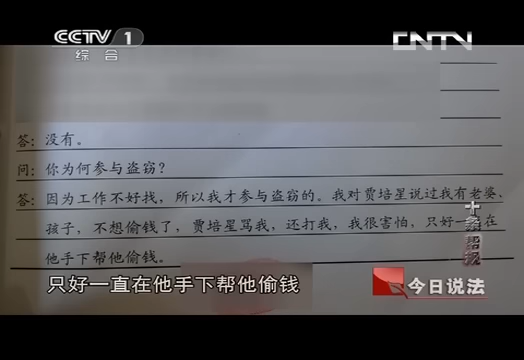 CCTV 1
综合
CNTV
答：没有。
问：你为何参与盗窃？
答：因为工作不好找，所以我才参与盗窃的。我对贾培星说过我有老婆、
孩子，不想偷钱了，贾培星骂我，还打我，我很害怕，只好一直在
他手下帮他偷钱。
只好一直在他手下帮他偷钱
今日说法